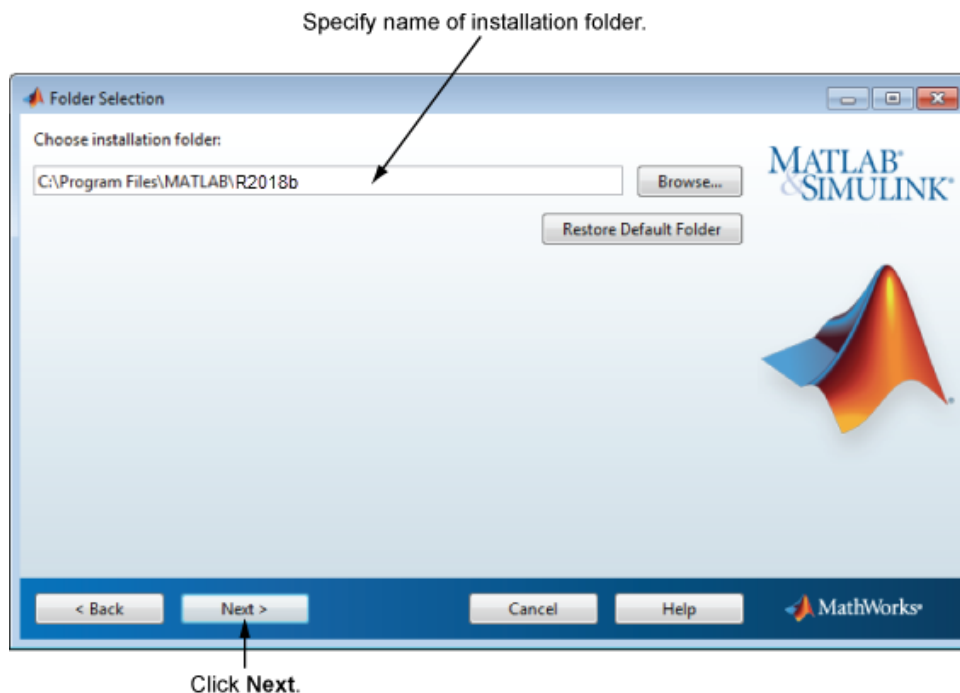 Specify name of installation folder.
Folder Selection
Choose installation folder:
C:\Program Files\MATLAB\R2018b
Browse...
Restore Default Folder
MATLAB®
&SIMULINK®
®
< Back
Next >
Cancel
Help
MathWorks®
Click Next.